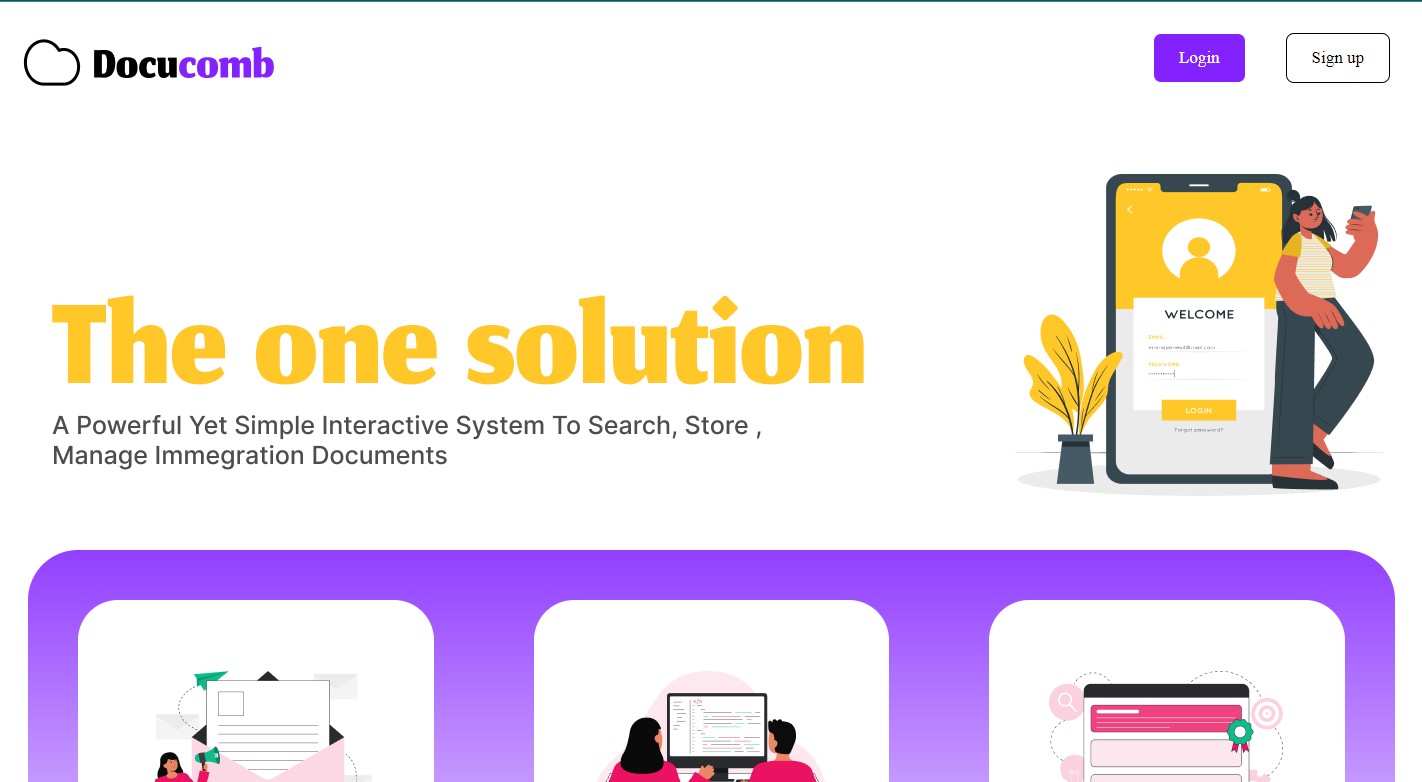 Docucomb
Login
Sign up
The one solution
A Powerful Yet Simple Interactive System To Search, Store ,
Manage Immegration Documents
WELCOME
EMAIL
PASSWORD
LOGIN
Forgot password?